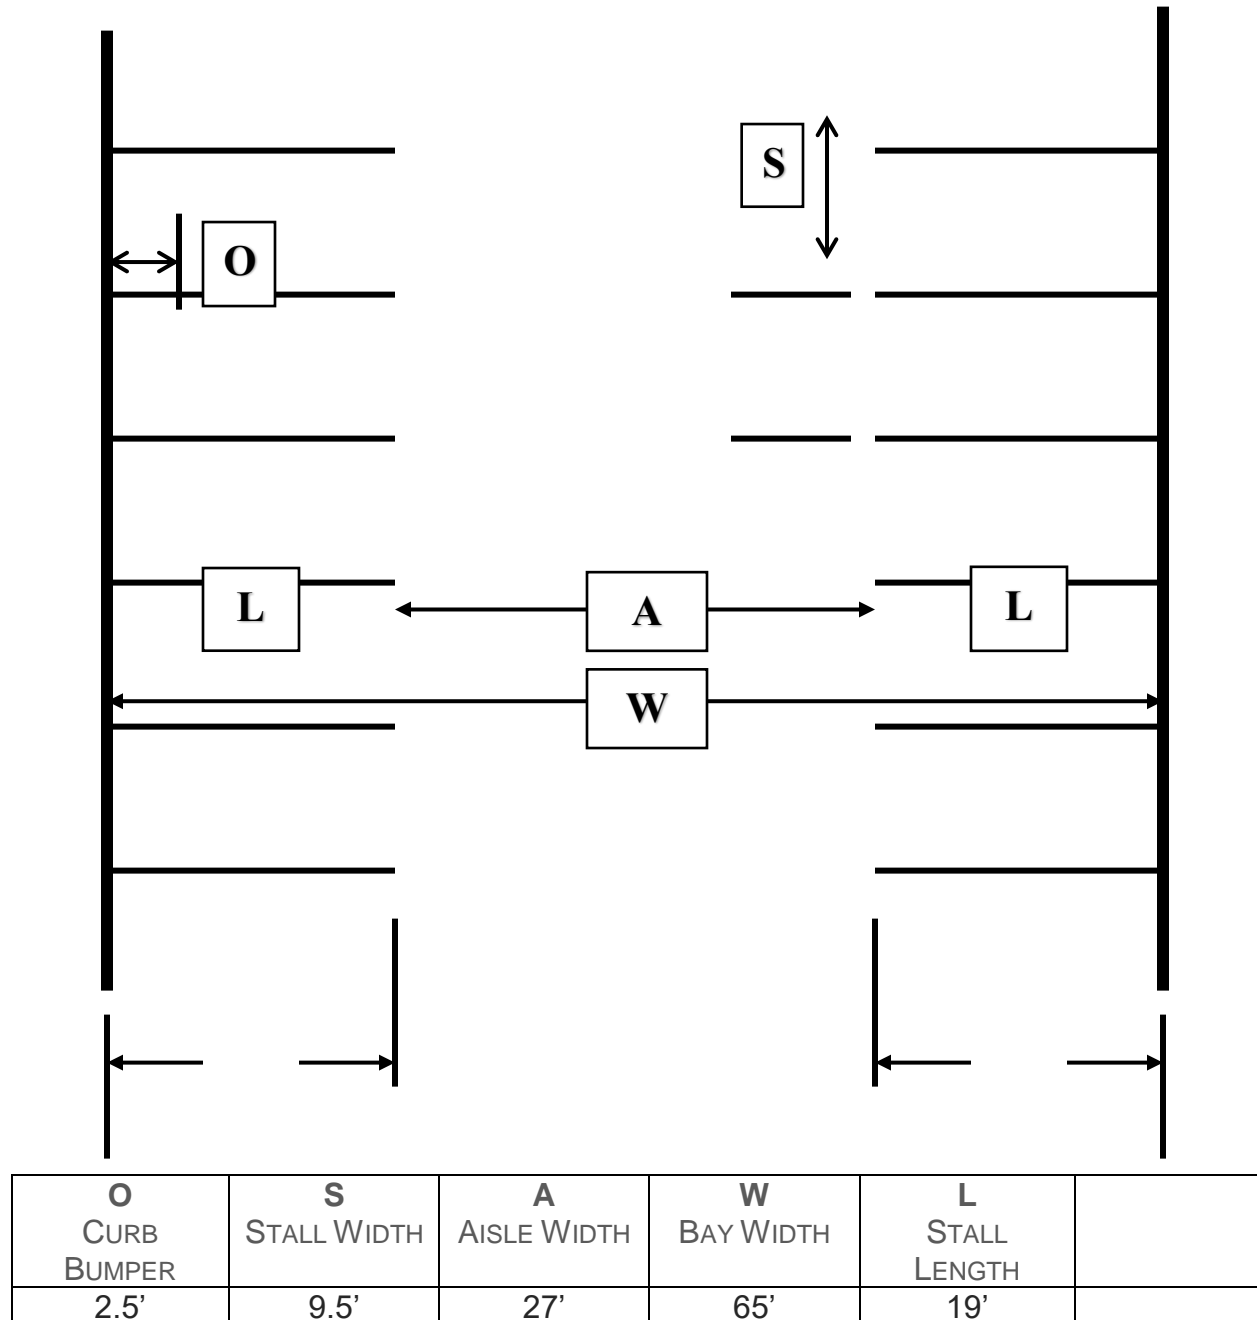 S
O
L
A
L
W
O S A W L
CURB STALL WIDTH AISLE WIDTH BAY WIDTH STALL
BUMPER LENGTH
2.5’ 9.5’ 27’ 65’ 19’